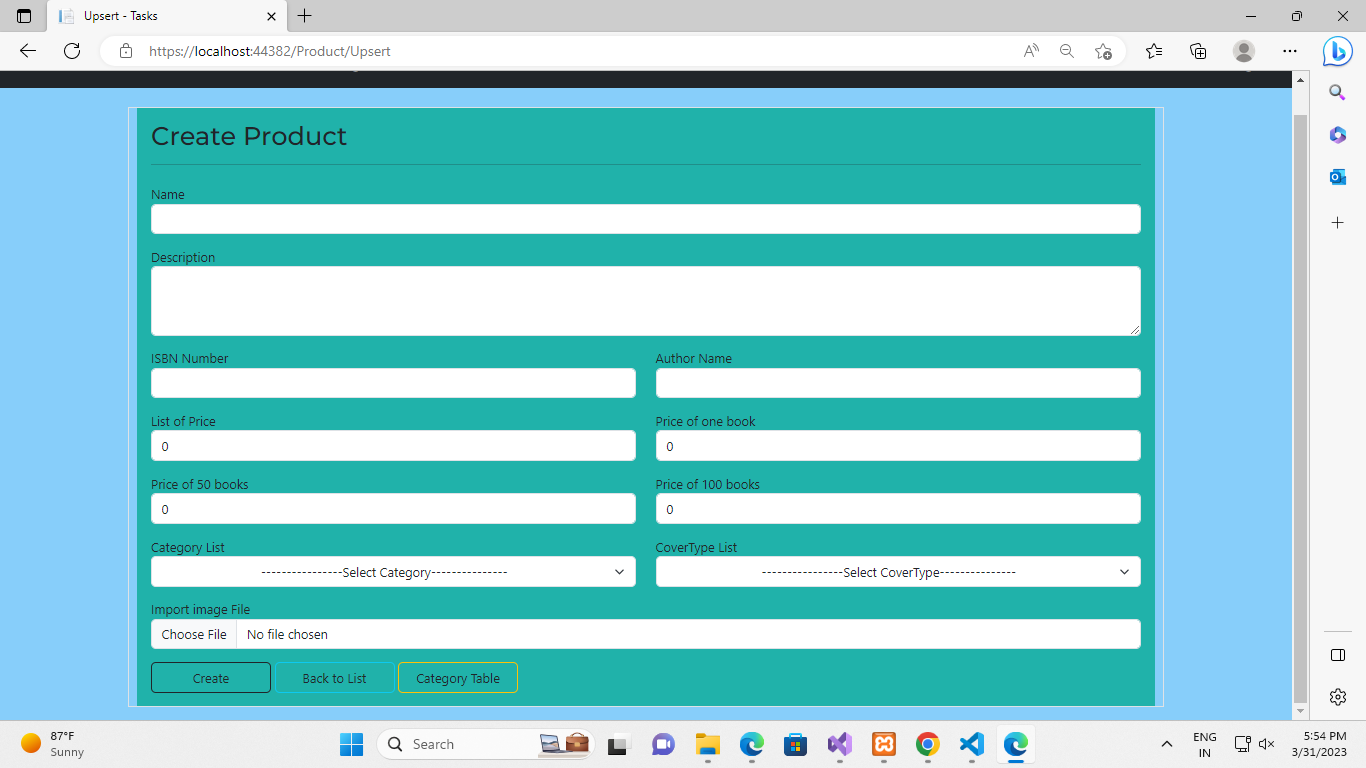 Upsert - Tasks
https://localhost:44382/Product/Upsert
Create Product
Name
Description
ISBN Number Author Name
List of Price Price of one book
0 0
Price of 50 books Price of 100 books
0 0
Category List CoverType List
----------------Select Category--------------- ----------------Select CoverType---------------
Import image File
Choose File No file chosen
Create Back to List Category Table
87°F
Sunny
Search
ENG
IN
5:54 PM
3/31/2023